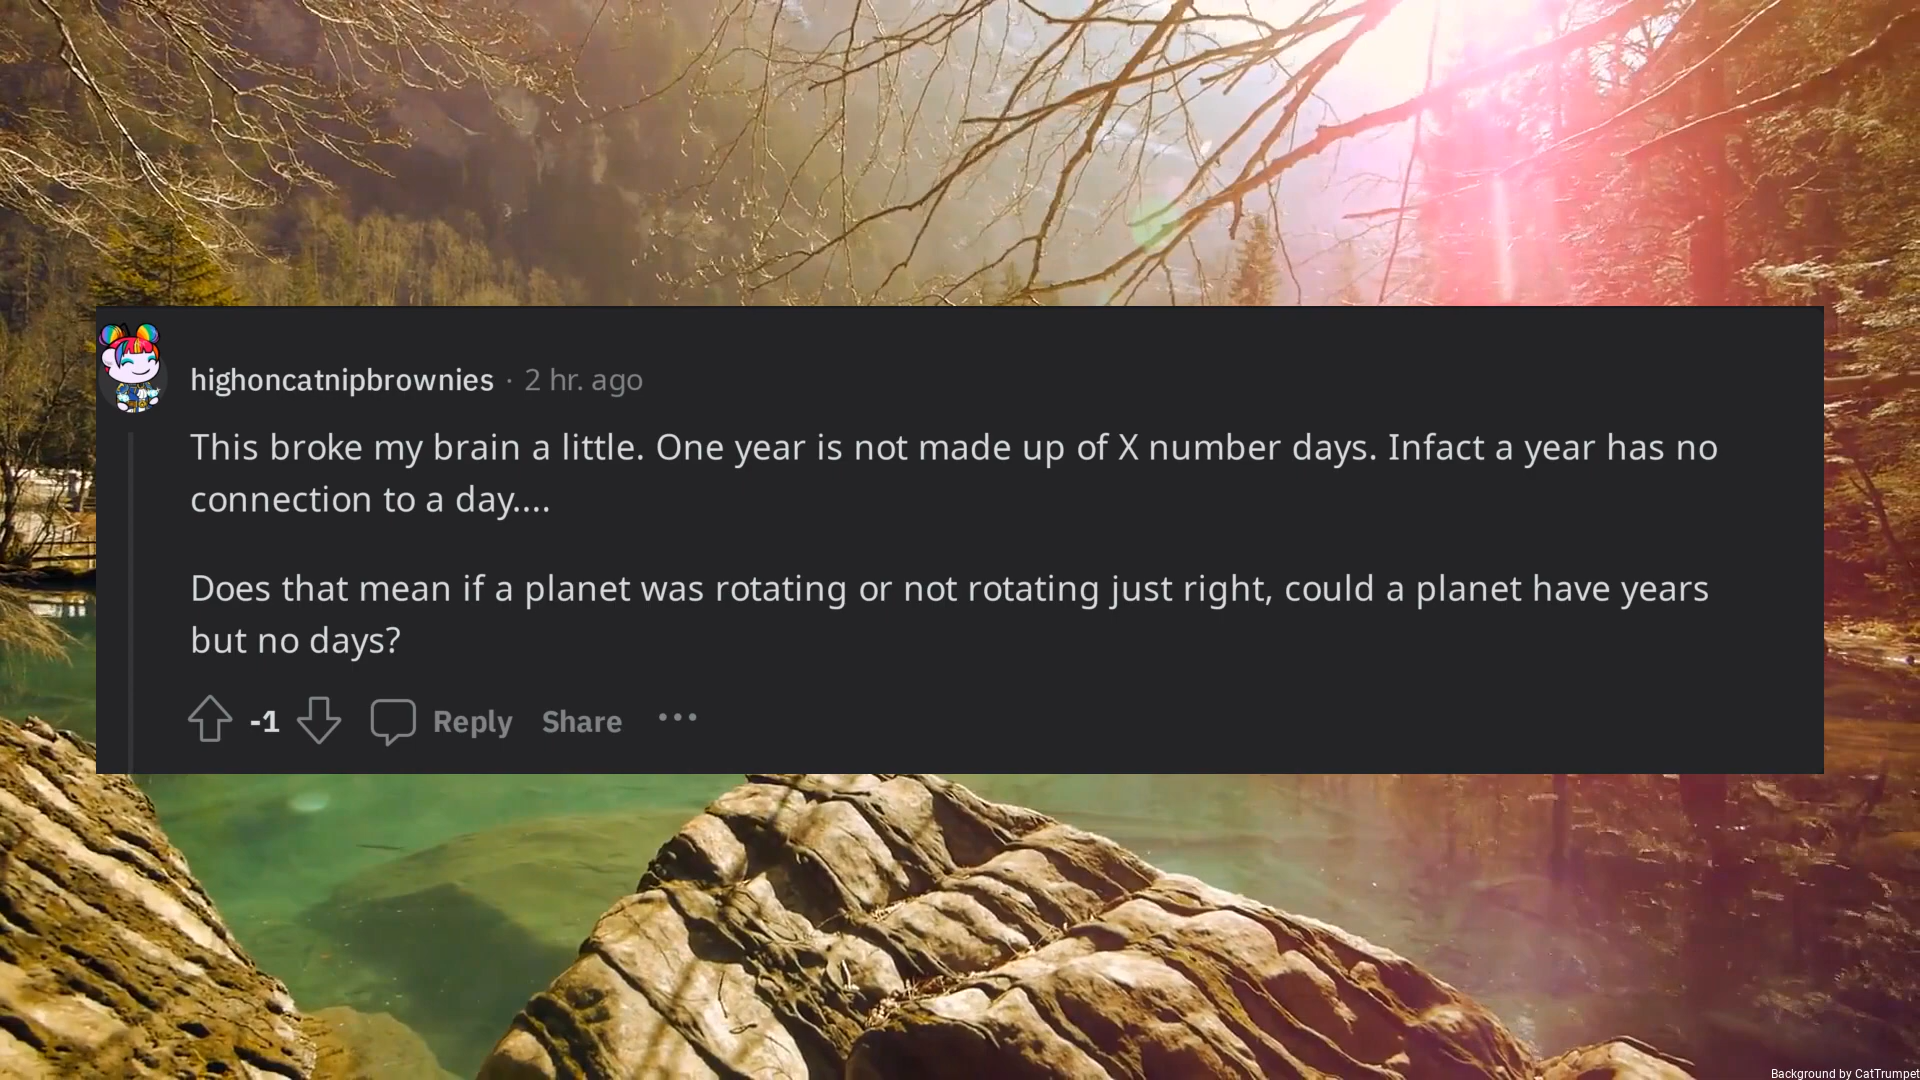 highoncatnipbrownies · 2 hr. ago
This broke my brain a little. One year is not made up of X number days. Infact a year has no
connection to a day....
Does that mean if a planet was rotating or not rotating just right, could a planet have years
but no days?
-1 Reply Share ...
Background by CatTrumpet